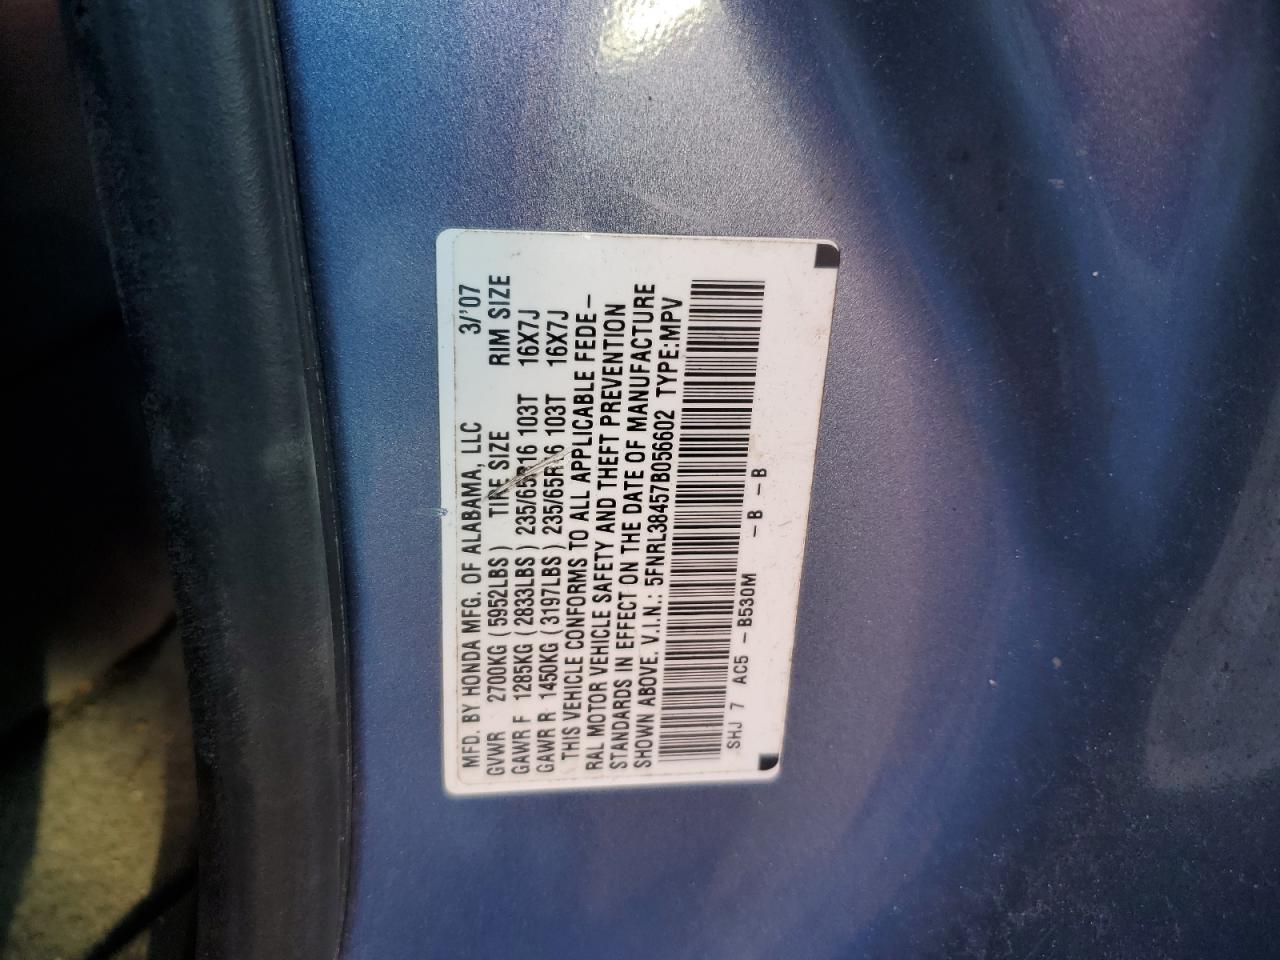 MFD. BY HONDA MFG. OF ALABAMA, LLC 3/'07
GVWR 2700KG (5952LBS) TIRE SIZE RIM SIZE
GAWR F 1285KG (2833LBS) 235/65R16 103T 16X7J
GAWR R 1450KG (3197LBS) 235/65R16 103T 16X7J
THIS VEHICLE CONFORMS TO ALL APPLICABLE FEDE-
RAL MOTOR VEHICLE SAFETY AND THEFT PREVENTION
STANDARDS IN EFFECT ON THE DATE OF MANUFACTURE
SHOWN ABOVE. V.I.N.: 5FNRL38457B056602 TYPE:MPV
SHJ 7 AC5 -B530M -B -B